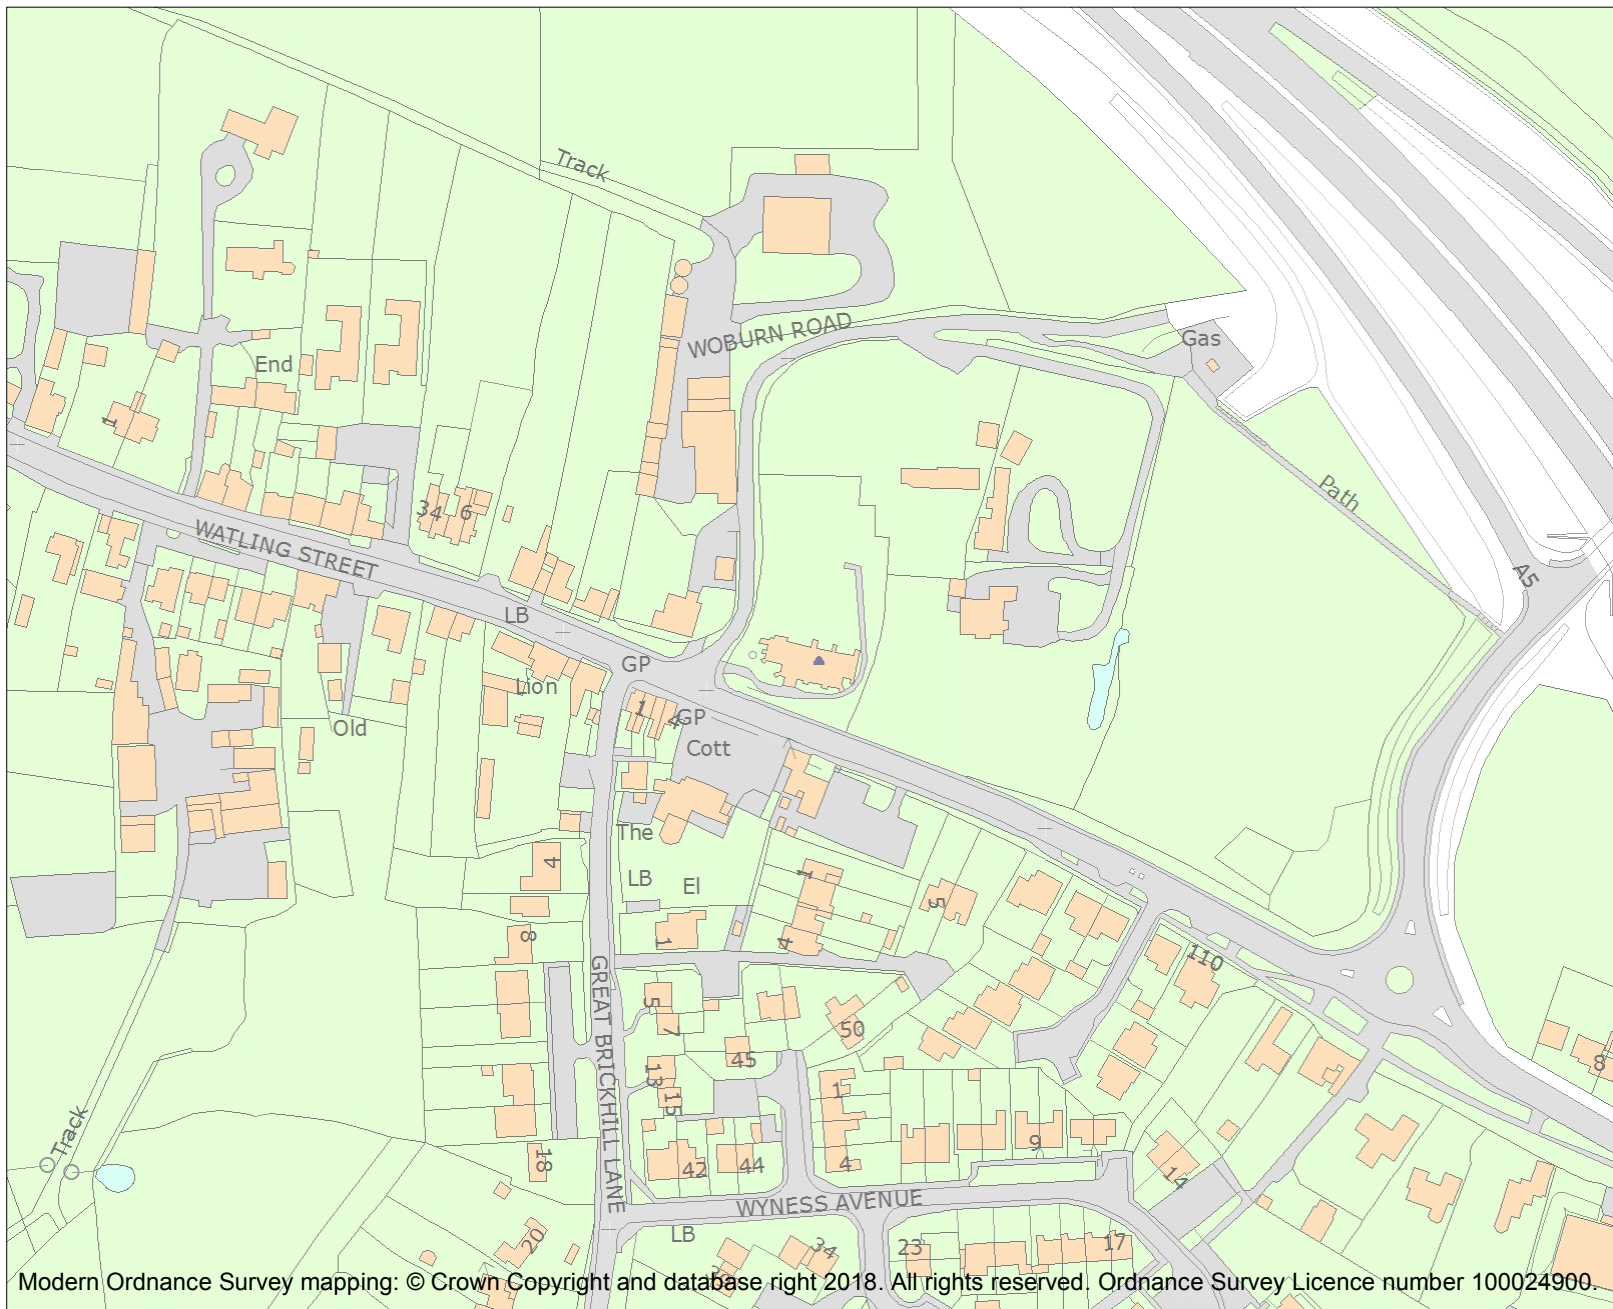 Track
WOBURN ROAD
Gas
End
1
Path
34
6
WATLING STREET
A5
LB
GP
Lion
1
4
GP
Old
Cott
The
4
LB
El
1
5
8
1
4
110
GREAT BRICKHILL LANE
5
7
50
45
13
15
1
8
Track
18
42
44
4
9
14
WYNESS AVENUE
LB
20
34
23
17
Modern Ordnance Survey mapping: © Crown Copyright and database right 2018. All rights reserved. Ordnance Survey Licence number 100024900.